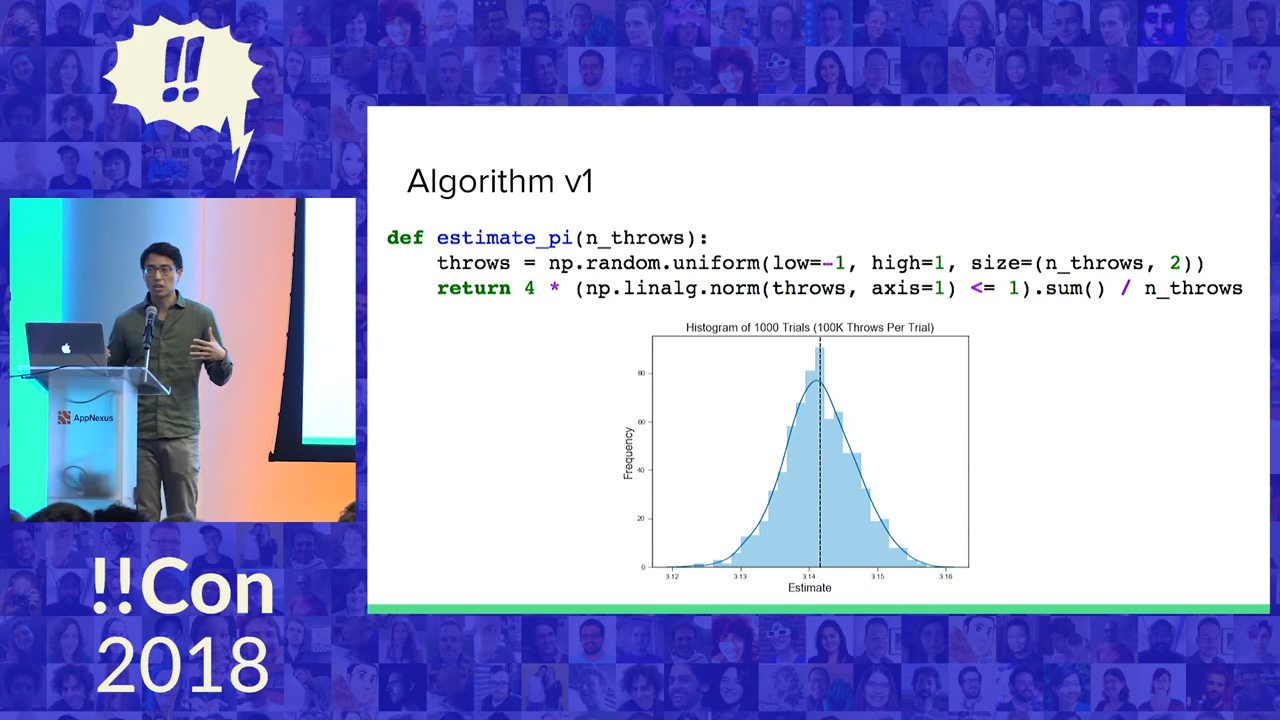 !!
Algorithm v1
def estimate_pi(n_throws):
throws = np.random.uniform(low=-1, high=1, size=(n_throws, 2))
return 4 * (np.linalg.norm(throws, axis=1) <= 1).sum() / n_throws
Histogram of 1000 Trials (100K Throws Per Trial)
80
60
40
20
0
Frequency
3.12 3.13 3.14 3.15 3.16
Estimate
AppNexus
!!Con
2018